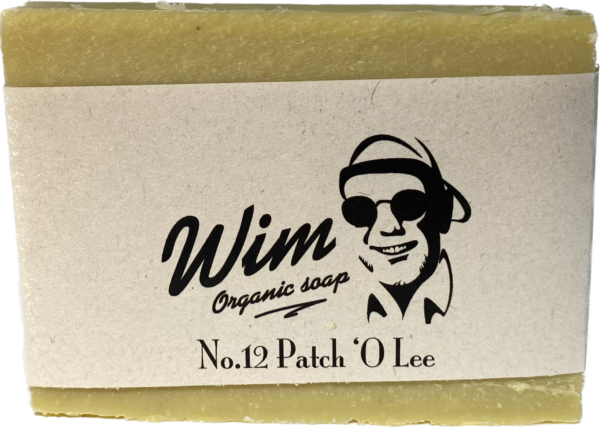 Wim
Organic soap
No.12 Patch ‘O Lee